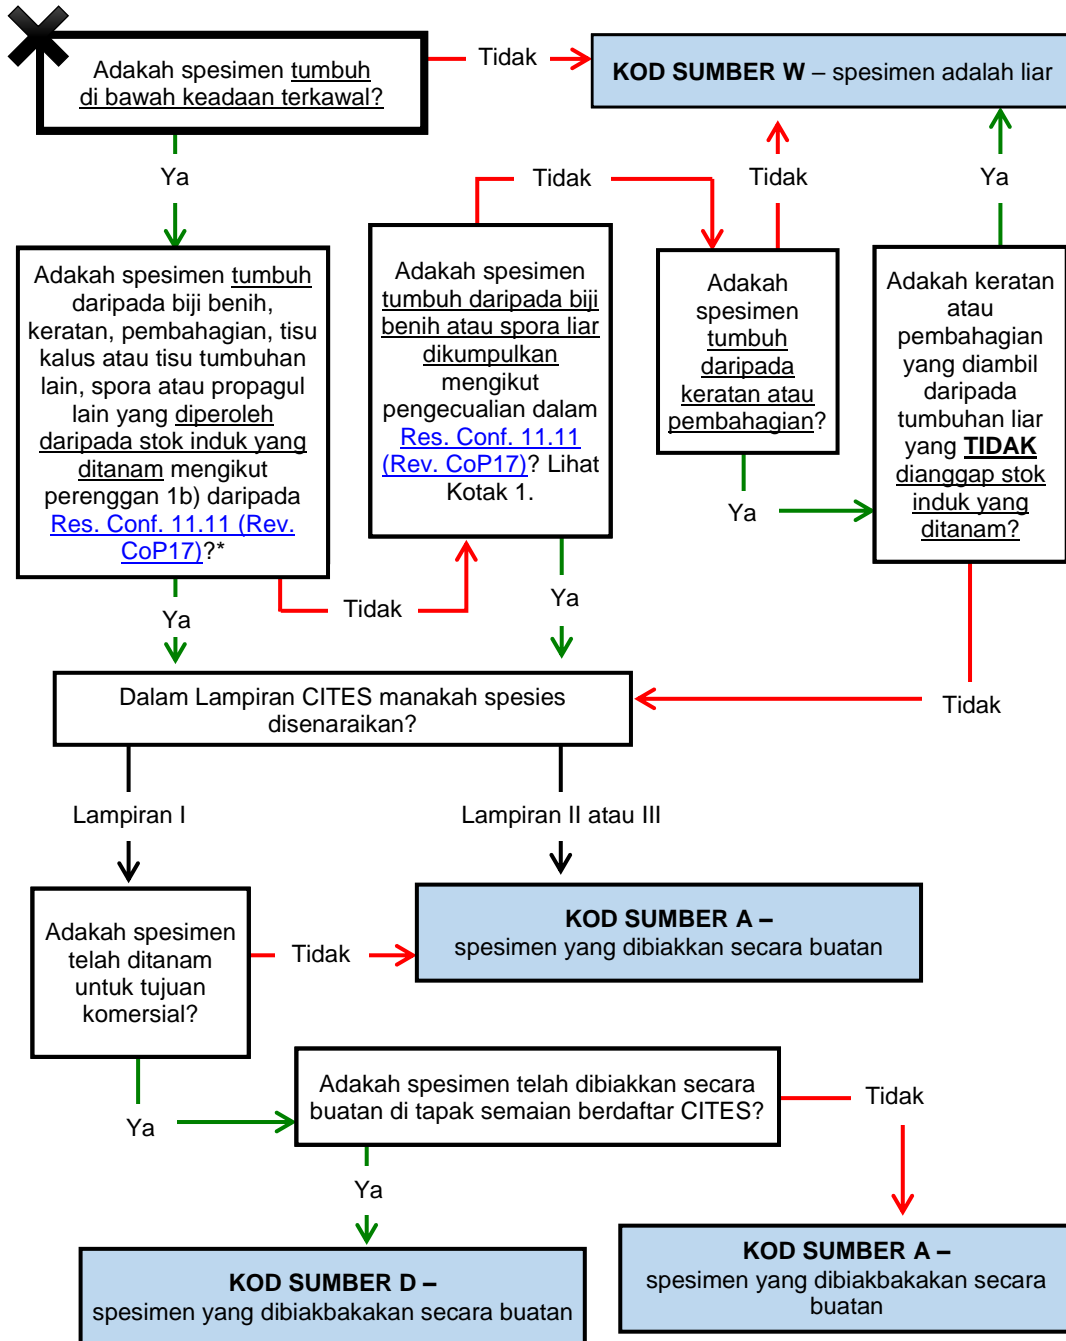 Adakah spesimen tumbuh
di bawah keadaan terkawal?
Tidak
KOD SUMBER W – spesimen adalah liar
Ya
Tidak
Tidak
Ya
Adakah spesimen tumbuh
daripada biji benih,
keratan, pembahagian, tisu
kalus atau tisu tumbuhan
lain, spora atau propagul
lain yang diperoleh
daripada stok induk yang
ditanam mengikut
perenggan 1b) daripada
Res. Conf. 11.11 (Rev.
CoP17)?*
Adakah spesimen
tumbuh daripada biji
benih atau spora liar
dikumpulkan
mengikut
pengecualian dalam
Res. Conf. 11.11
(Rev. CoP17)? Lihat
Kotak 1.
Adakah
spesimen
tumbuh
daripada
keratan atau
pembahagian?
Adakah keratan
atau
pembahagian
yang diambil
daripada
tumbuhan liar
yang TIDAK
dianggap stok
induk yang
ditanam?
Ya
Ya
Tidak
Ya
Tidak
Dalam Lampiran CITES manakah spesies
disenaraikan?
Lampiran I
Lampiran II atau III
Adakah spesimen
telah ditanam
untuk tujuan
komersial?
Tidak
KOD SUMBER A –
spesimen yang dibiakkan secara buatan
Ya
Adakah spesimen telah dibiakkan secara
buatan di tapak semaian berdaftar CITES?
Tidak
Ya
KOD SUMBER D –
spesimen yang dibiakbakakan secara buatan
KOD SUMBER A –
spesimen yang dibiakbakakan secara
buatan